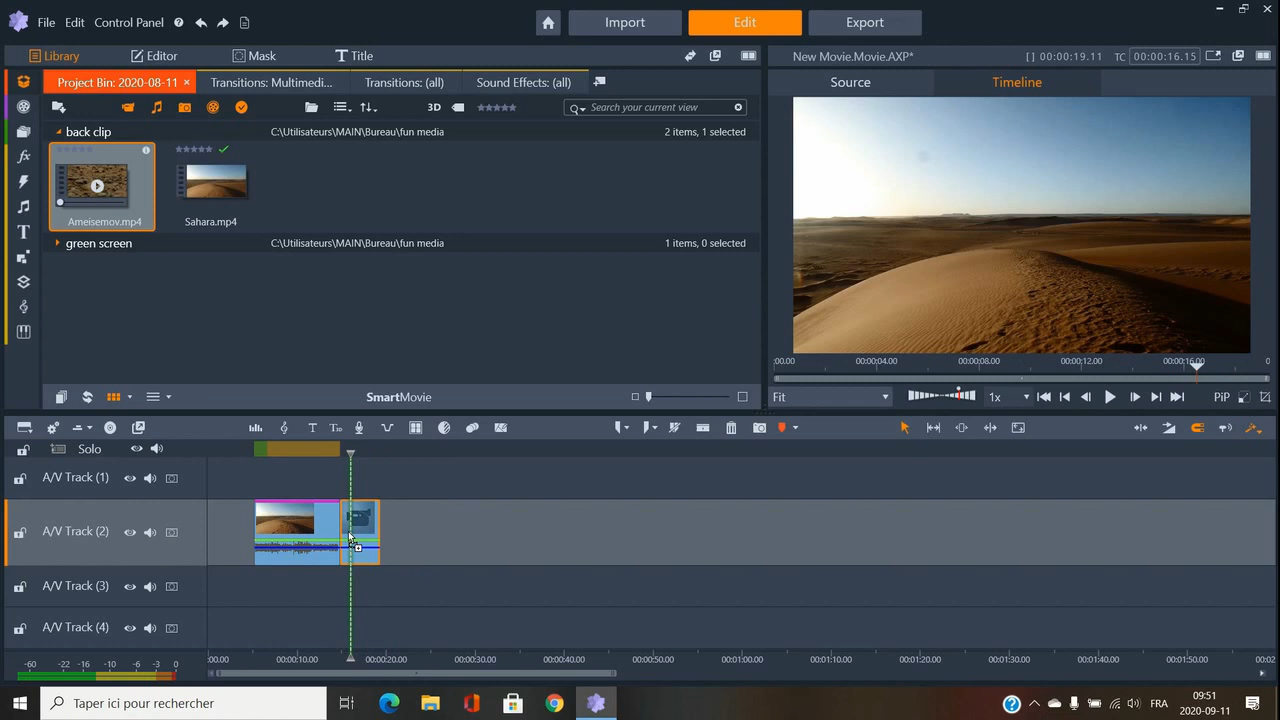 File Edit Control Panel
Import Edit Export
Library Editor Mask Title
New Movie.Movie.AXP* [ ] 00:00:19.11 TC 00:00:16.15
Project Bin: 2020-08-11 × Transitions: Multimedi... Transitions: (all) Sound Effects: (all)
Source Timeline
3D Search your current view
back clip C:\Utilisateurs\MAIN\Bureau\fun media 2 items, 1 selected
Ameisemov.mp4 Sahara.mp4
green screen C:\Utilisateurs\MAIN\Bureau\fun media 1 items, 0 selected
:00.00 00:00:04.00 00:00:08.00 00:00:12.00 00:00:16.00 0
SmartMovie
Fit 1x PiP
Solo
A/V Track (1)
A/V Track (2)
A/V Track (3)
A/V Track (4)
-60 -22 -16 -10 -6 -3 0
:00.00 00:00:10.00 00:00:20.00 00:00:30.00 00:00:40.00 00:00:50.00 00:01:00.00 00:01:10.00 00:01:20.00 00:01:30.00 00:01:40.00 00:01:50.00 00:02
Taper ici pour rechercher
FRA
09:51
2020-09-11